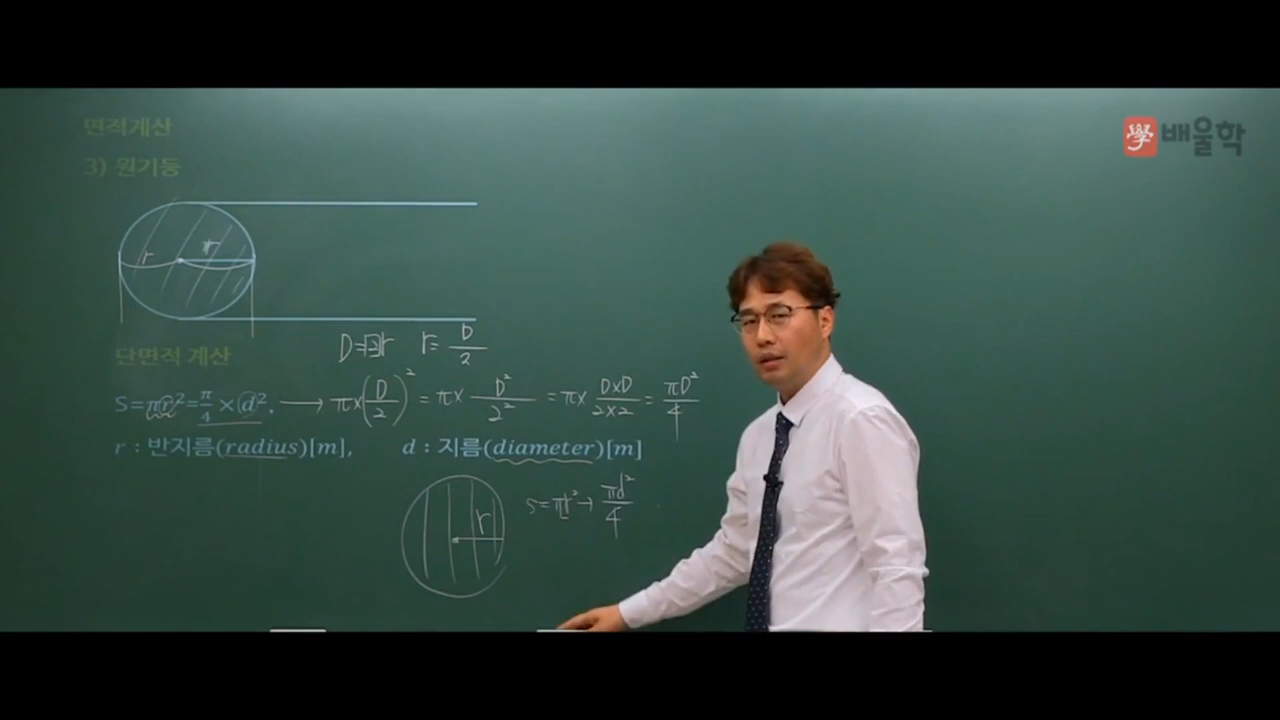 면적계산
學 배울학
3) 원기둥
r r
D=2r r=D/2
단면적 계산
S=πr²=π/4×d², → π×(D/2)² = π× D²/2² = π× D×D/2×2 = πD²/4
r : 반지름(radius)[m], d : 지름(diameter)[m]
r S=πr²→ πd²/4